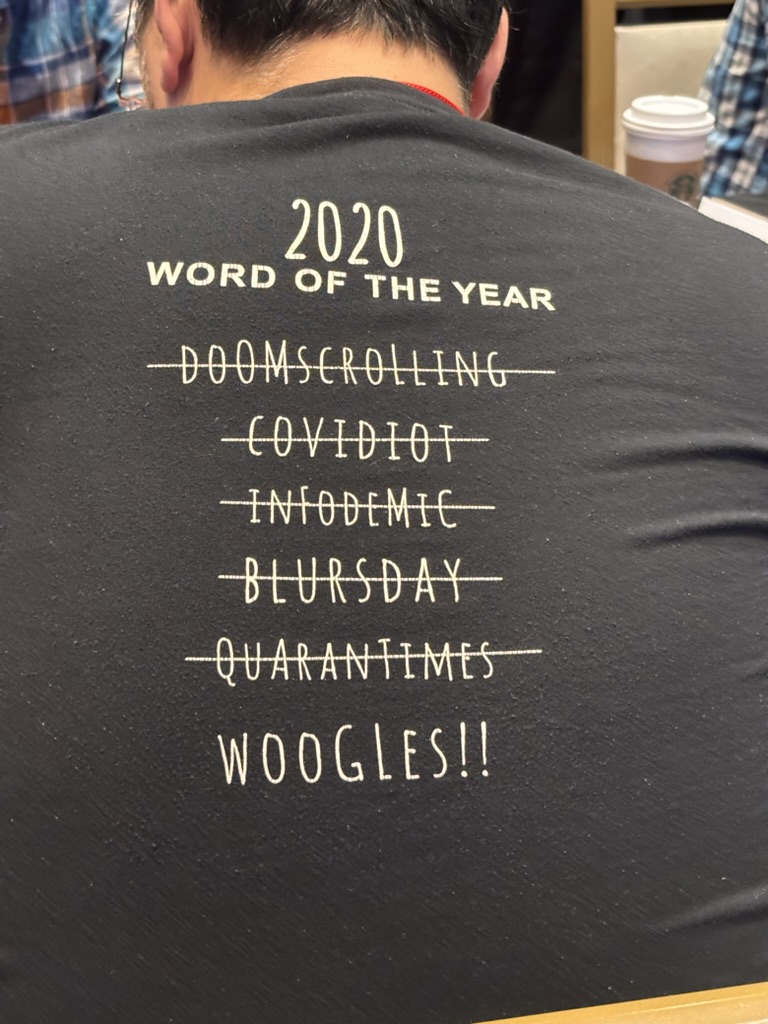 2020
WORD OF THE YEAR
DOOMSCROLLING
COVIDIOT
INFODEMIC
BLURSDAY
QUARANTIMES
WOOGLES!!